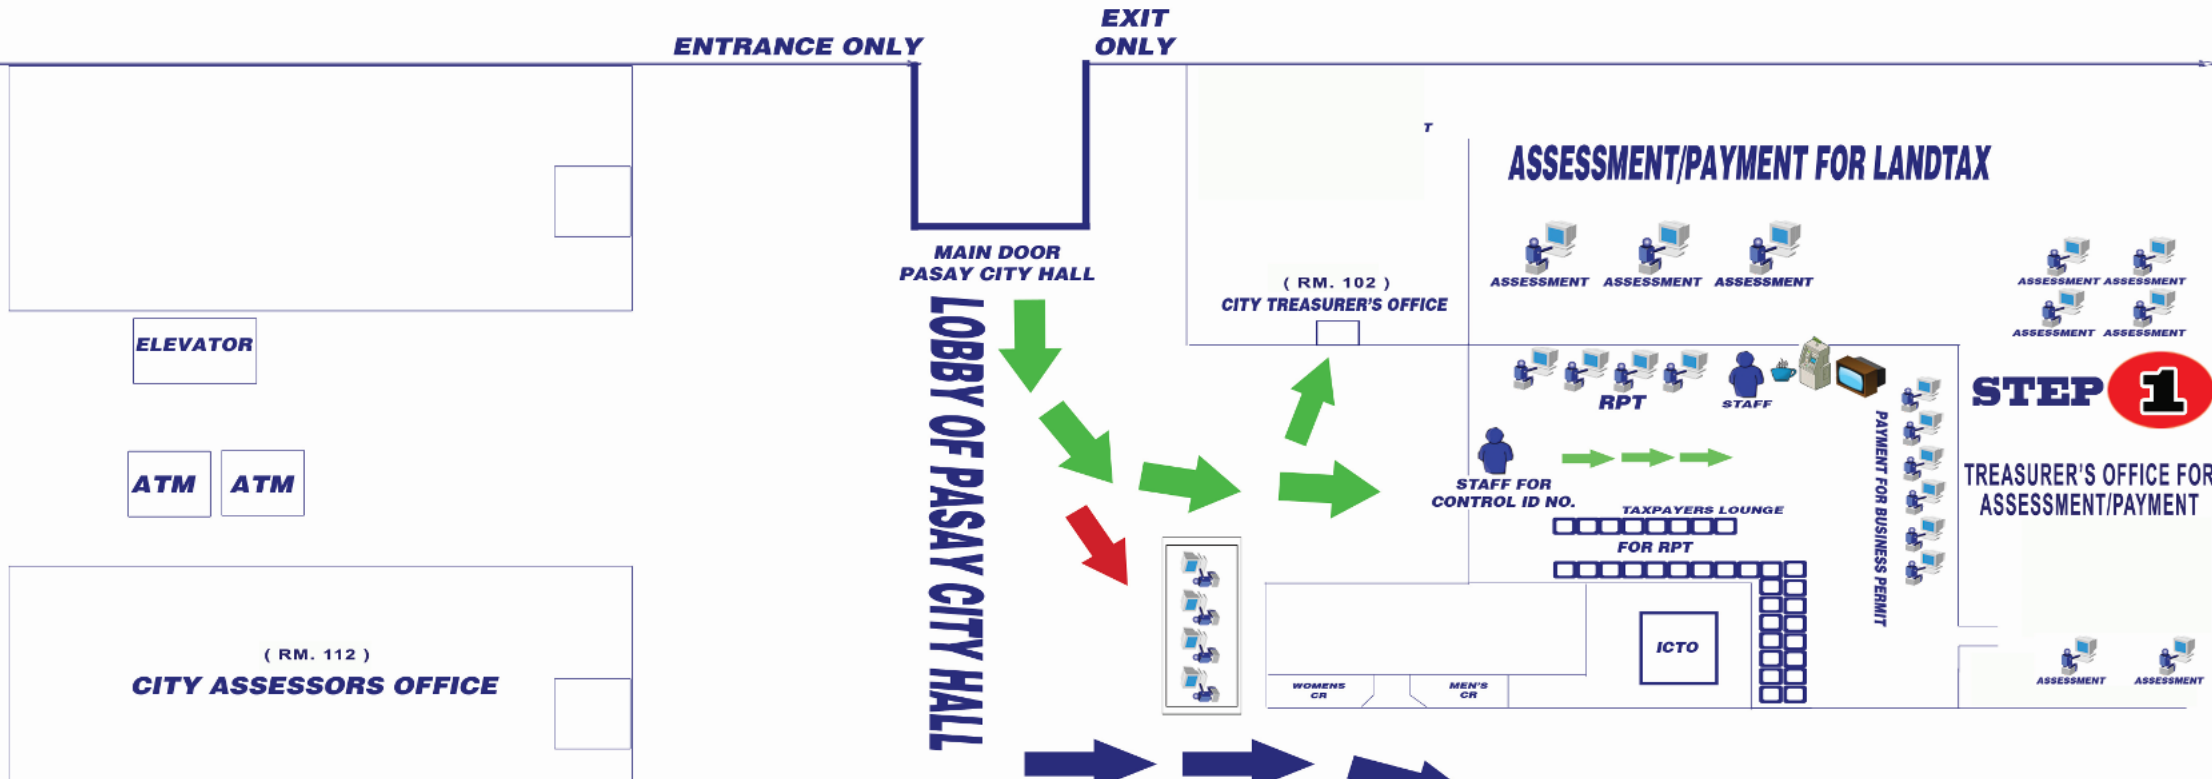 EXIT
ONLY
ENTRANCE ONLY
T
ASSESSMENT/PAYMENT FOR LANDTAX
MAIN DOOR
PASAY CITY HALL
LOBBY OF PASAY CITY HALL
( RM. 102 )
CITY TREASURER'S OFFICE
ASSESSMENT
ASSESSMENT
ASSESSMENT
ASSESSMENT
ASSESSMENT
ASSESSMENT
ASSESSMENT
ELEVATOR
RPT
STAFF
STEP 1
PAYMENT FOR BUSINESS PERMIT
ATM
ATM
STAFF FOR
CONTROL ID NO.
TREASURER'S OFFICE FOR
ASSESSMENT/PAYMENT
TAXPAYERS LOUNGE
FOR RPT
ICTO
( RM. 112 )
CITY ASSESSORS OFFICE
WOMENS
CR
MEN'S
CR
ASSESSMENT
ASSESSMENT